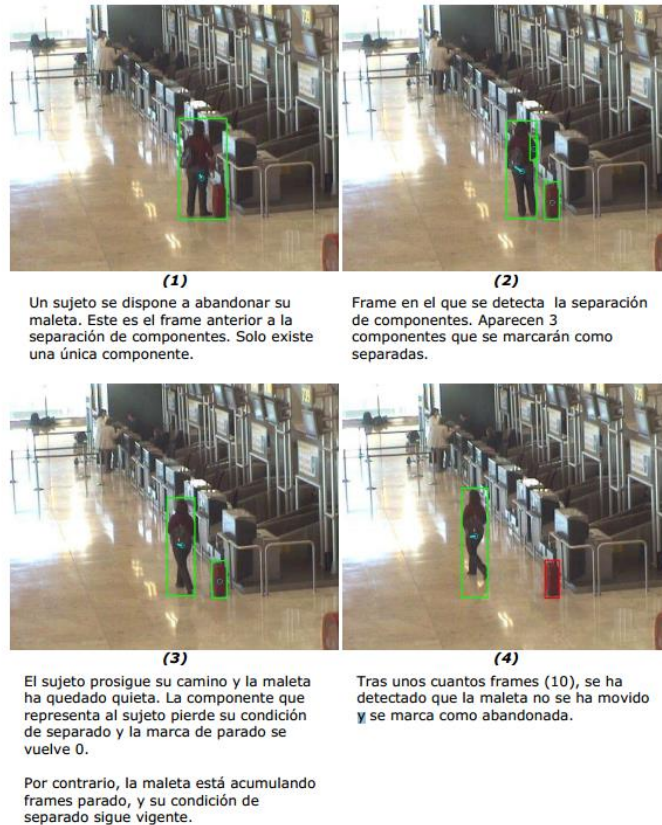 (1)
Un sujeto se dispone a abandonar su
maleta. Este es el frame anterior a la
separación de componentes. Solo existe
una única componente.
(2)
Frame en el que se detecta la separación
de componentes. Aparecen 3
componentes que se marcarán como
separadas.
(3)
El sujeto prosigue su camino y la maleta
ha quedado quieta. La componente que
representa al sujeto pierde su condición
de separado y la marca de parado se
vuelve 0.
Por contrario, la maleta está acumulando
frames parado, y su condición de
separado sigue vigente.
(4)
Tras unos cuantos frames (10), se ha
detectado que la maleta no se ha movido
y se marca como abandonada.